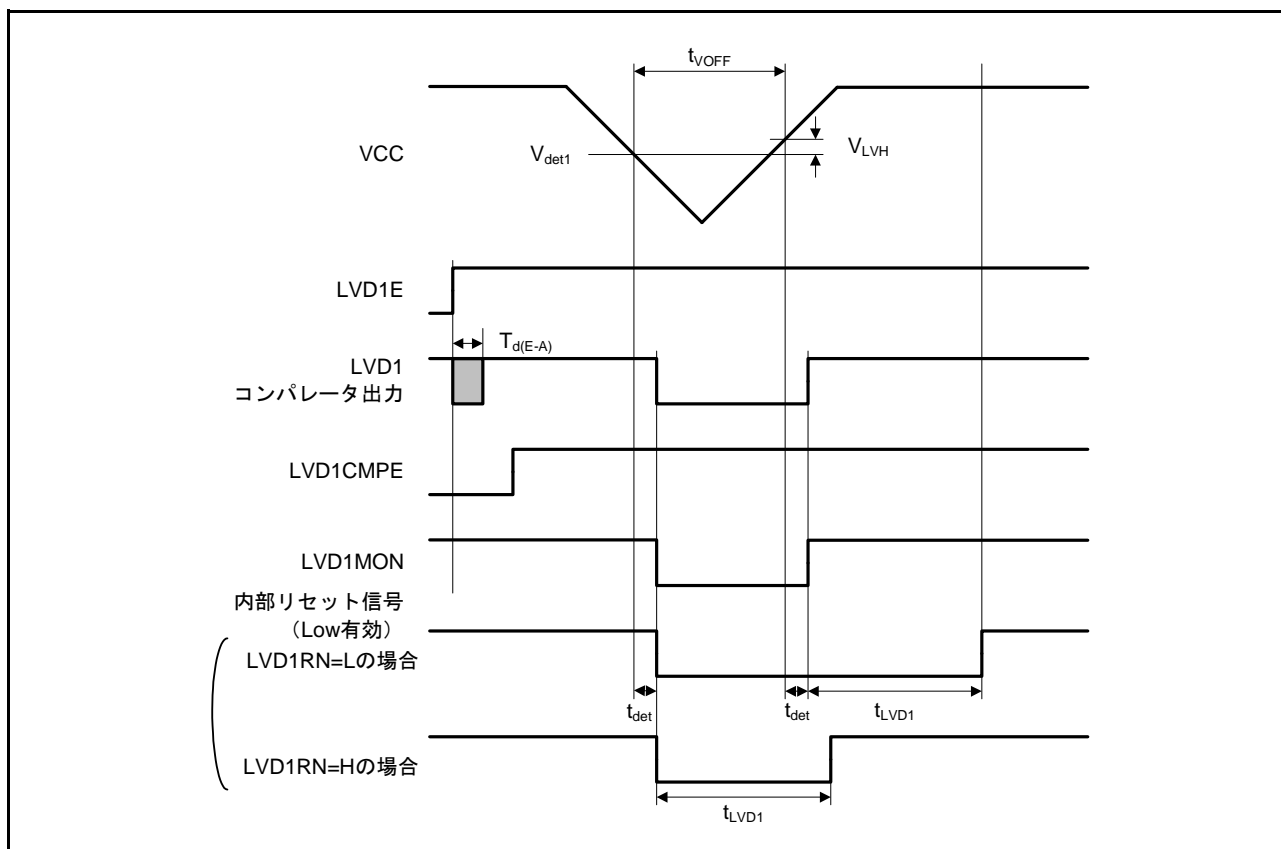 tVOFF
VCC
Vdet1
VLVH
LVD1E
Td(E-A)
LVD1
コンパレータ出力
LVD1CMPE
LVD1MON
内部リセット信号
（Low有効）
LVD1RN=Lの場合
tdet
tdet
tLVD1
LVD1RN=Hの場合
tLVD1